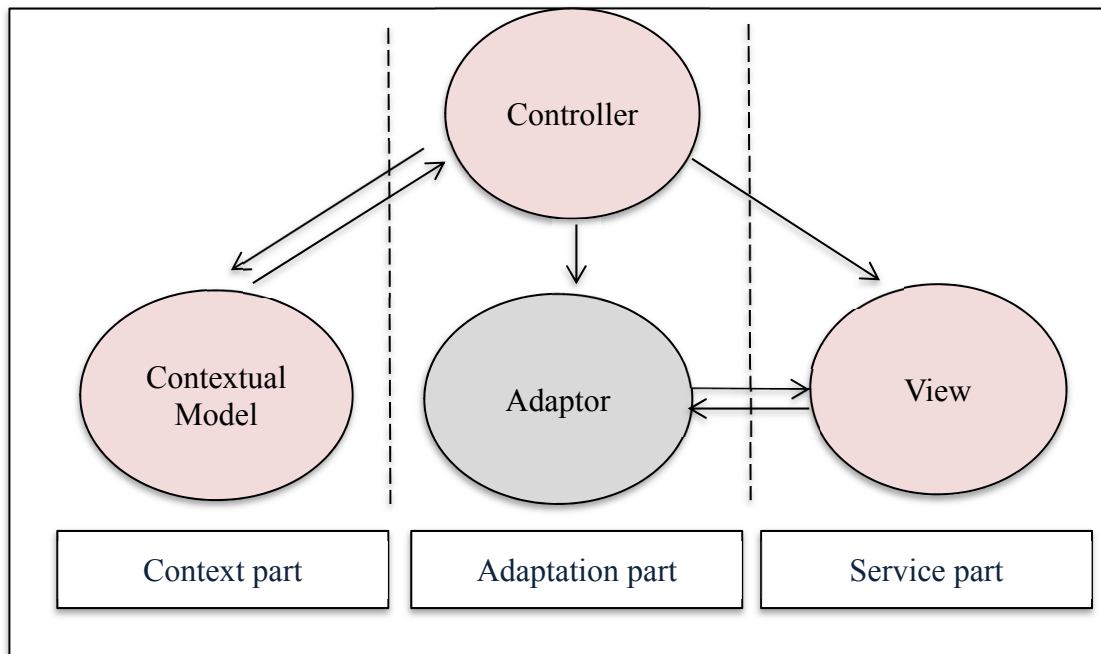 Controller
Contextual
Model
Adaptor
View
Context part
Adaptation part
Service part